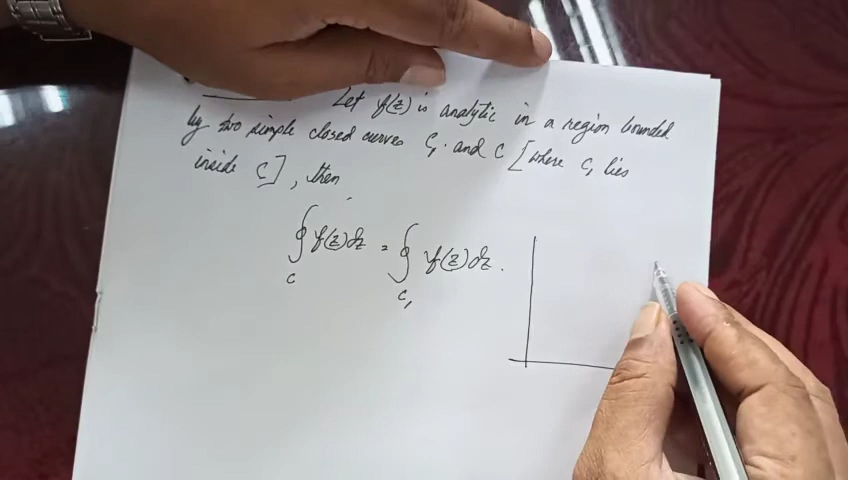 Let f(z) is analytic in a region bounded
by two simple closed curves C₁ and C [where C₁ lies
inside C], then
∮_C f(z)dz = ∮_C₁ f(z)dz.